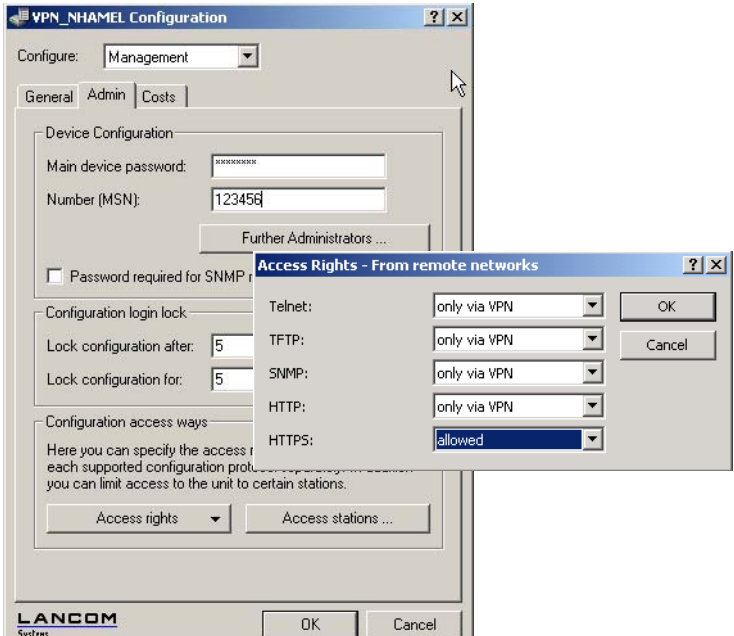 VPN_NHAMEL Configuration
Configure: Management
General Admin Costs
Device Configuration
Main device password: ********
Number (MSN): 123456
Further Administrators ...
Password required for SNMP
Configuration login lock
Lock configuration after: 5
Lock configuration for: 5
Configuration access ways
Here you can specify the access
each supported configuration
you can limit access to the unit to certain stations.
Access rights Access stations ...
LANCOM
Systems
OK Cancel
Access Rights - From remote networks
Telnet: only via VPN OK
TFTP: only via VPN Cancel
SNMP: only via VPN
HTTP: only via VPN
HTTPS: allowed